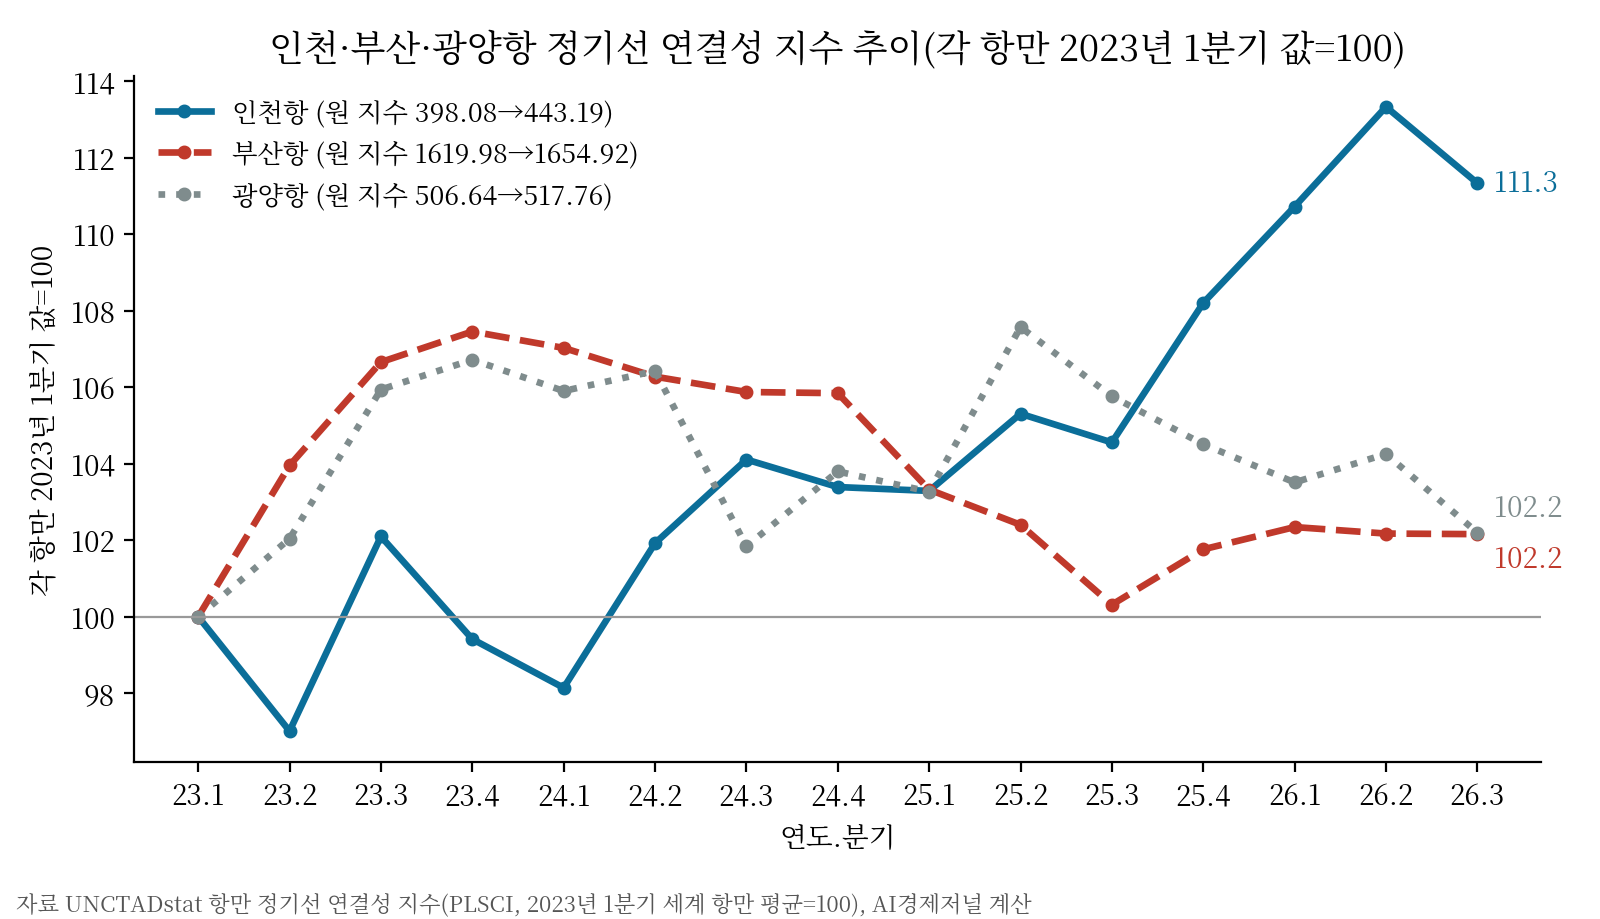 인천·부산·광양항 정기선 연결성 지수 추이(각 항만 2023년 1분기 값=100)
인천항 (원 지수 398.08→443.19)
부산항 (원 지수 1619.98→1654.92)
광양항 (원 지수 506.64→517.76)
각 항만 2023년 1분기 값=100
114
112
110
108
106
104
102
100
98
111.3
102.2
102.2
23.1 23.2 23.3 23.4 24.1 24.2 24.3 24.4 25.1 25.2 25.3 25.4 26.1 26.2 26.3
연도.분기
자료 UNCTADstat 항만 정기선 연결성 지수(PLSCI, 2023년 1분기 세계 항만 평균=100), AI경제저널 계산